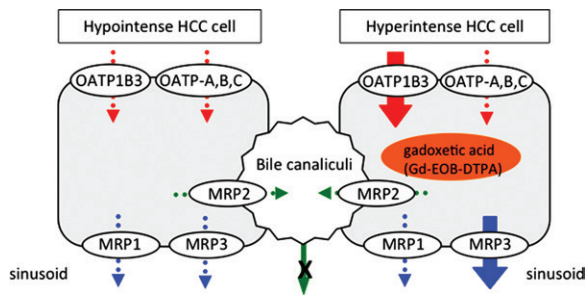 Hypointense HCC cell
Hyperintense HCC cell
OATP1B3
OATP-A,B,C
OATP1B3
OATP-A,B,C
Bile canaliculi
gadoxetic acid
(Gd-EOB-DTPA)
MRP2
MRP2
MRP1
MRP3
MRP1
MRP3
sinusoid
sinusoid
X